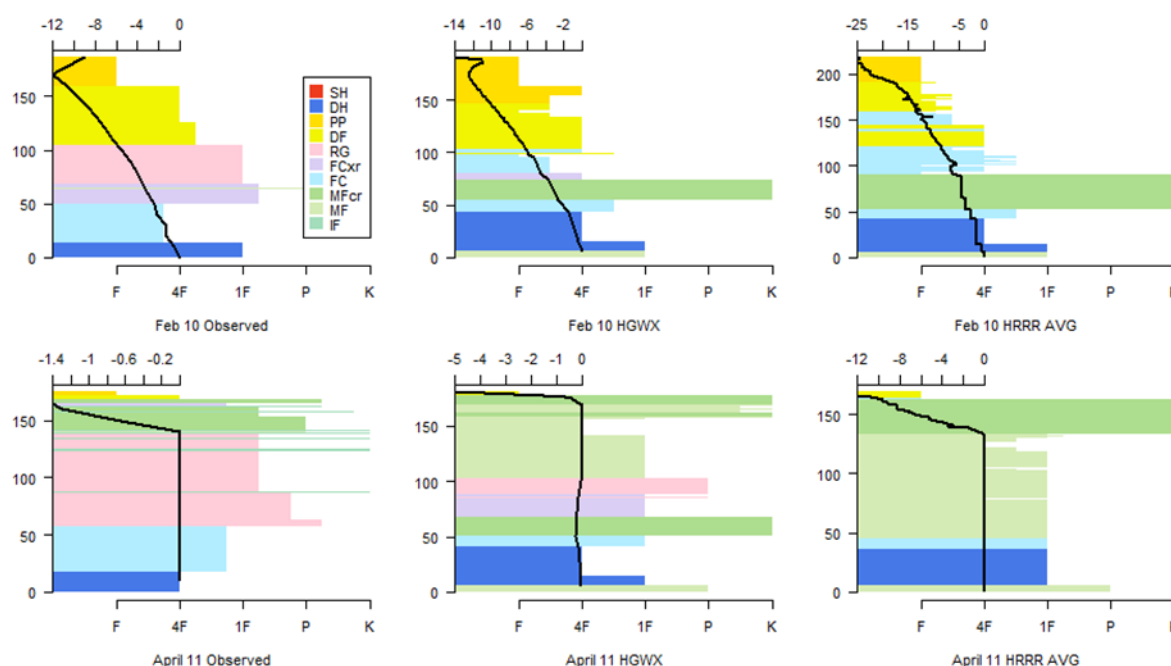 -12 -8 -6 -4 -2 0
-14 -10 -6 -2
-25 -15 -5 0
150
100
50
0
SH
DH
PP
DF
RG
FCxr
FC
MFcr
MF
IF
150
100
50
0
200
150
100
50
0
F 4F 1F P K
F 4F 1F P K
F 4F 1F P K
Feb 10 Observed
Feb 10 HGWX
Feb 10 HRRR AVG
-1.4 -1 -0.6 -0.2
-5 -4 -3 -2 -1 0
-12 -8 -6 -4 -2 0
150
100
50
0
150
100
50
0
150
100
50
0
F 4F 1F P K
F 4F 1F P K
F 4F 1F P K
April 11 Observed
April 11 HGWX
April 11 HRRR AVG